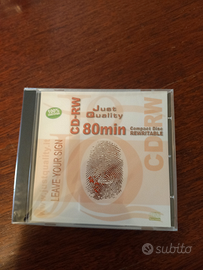 CD-RW
Just
Quality
80min
Compact Disc
REWRITABLE
CD-RW
LEAVE YOUR SIGN
subito